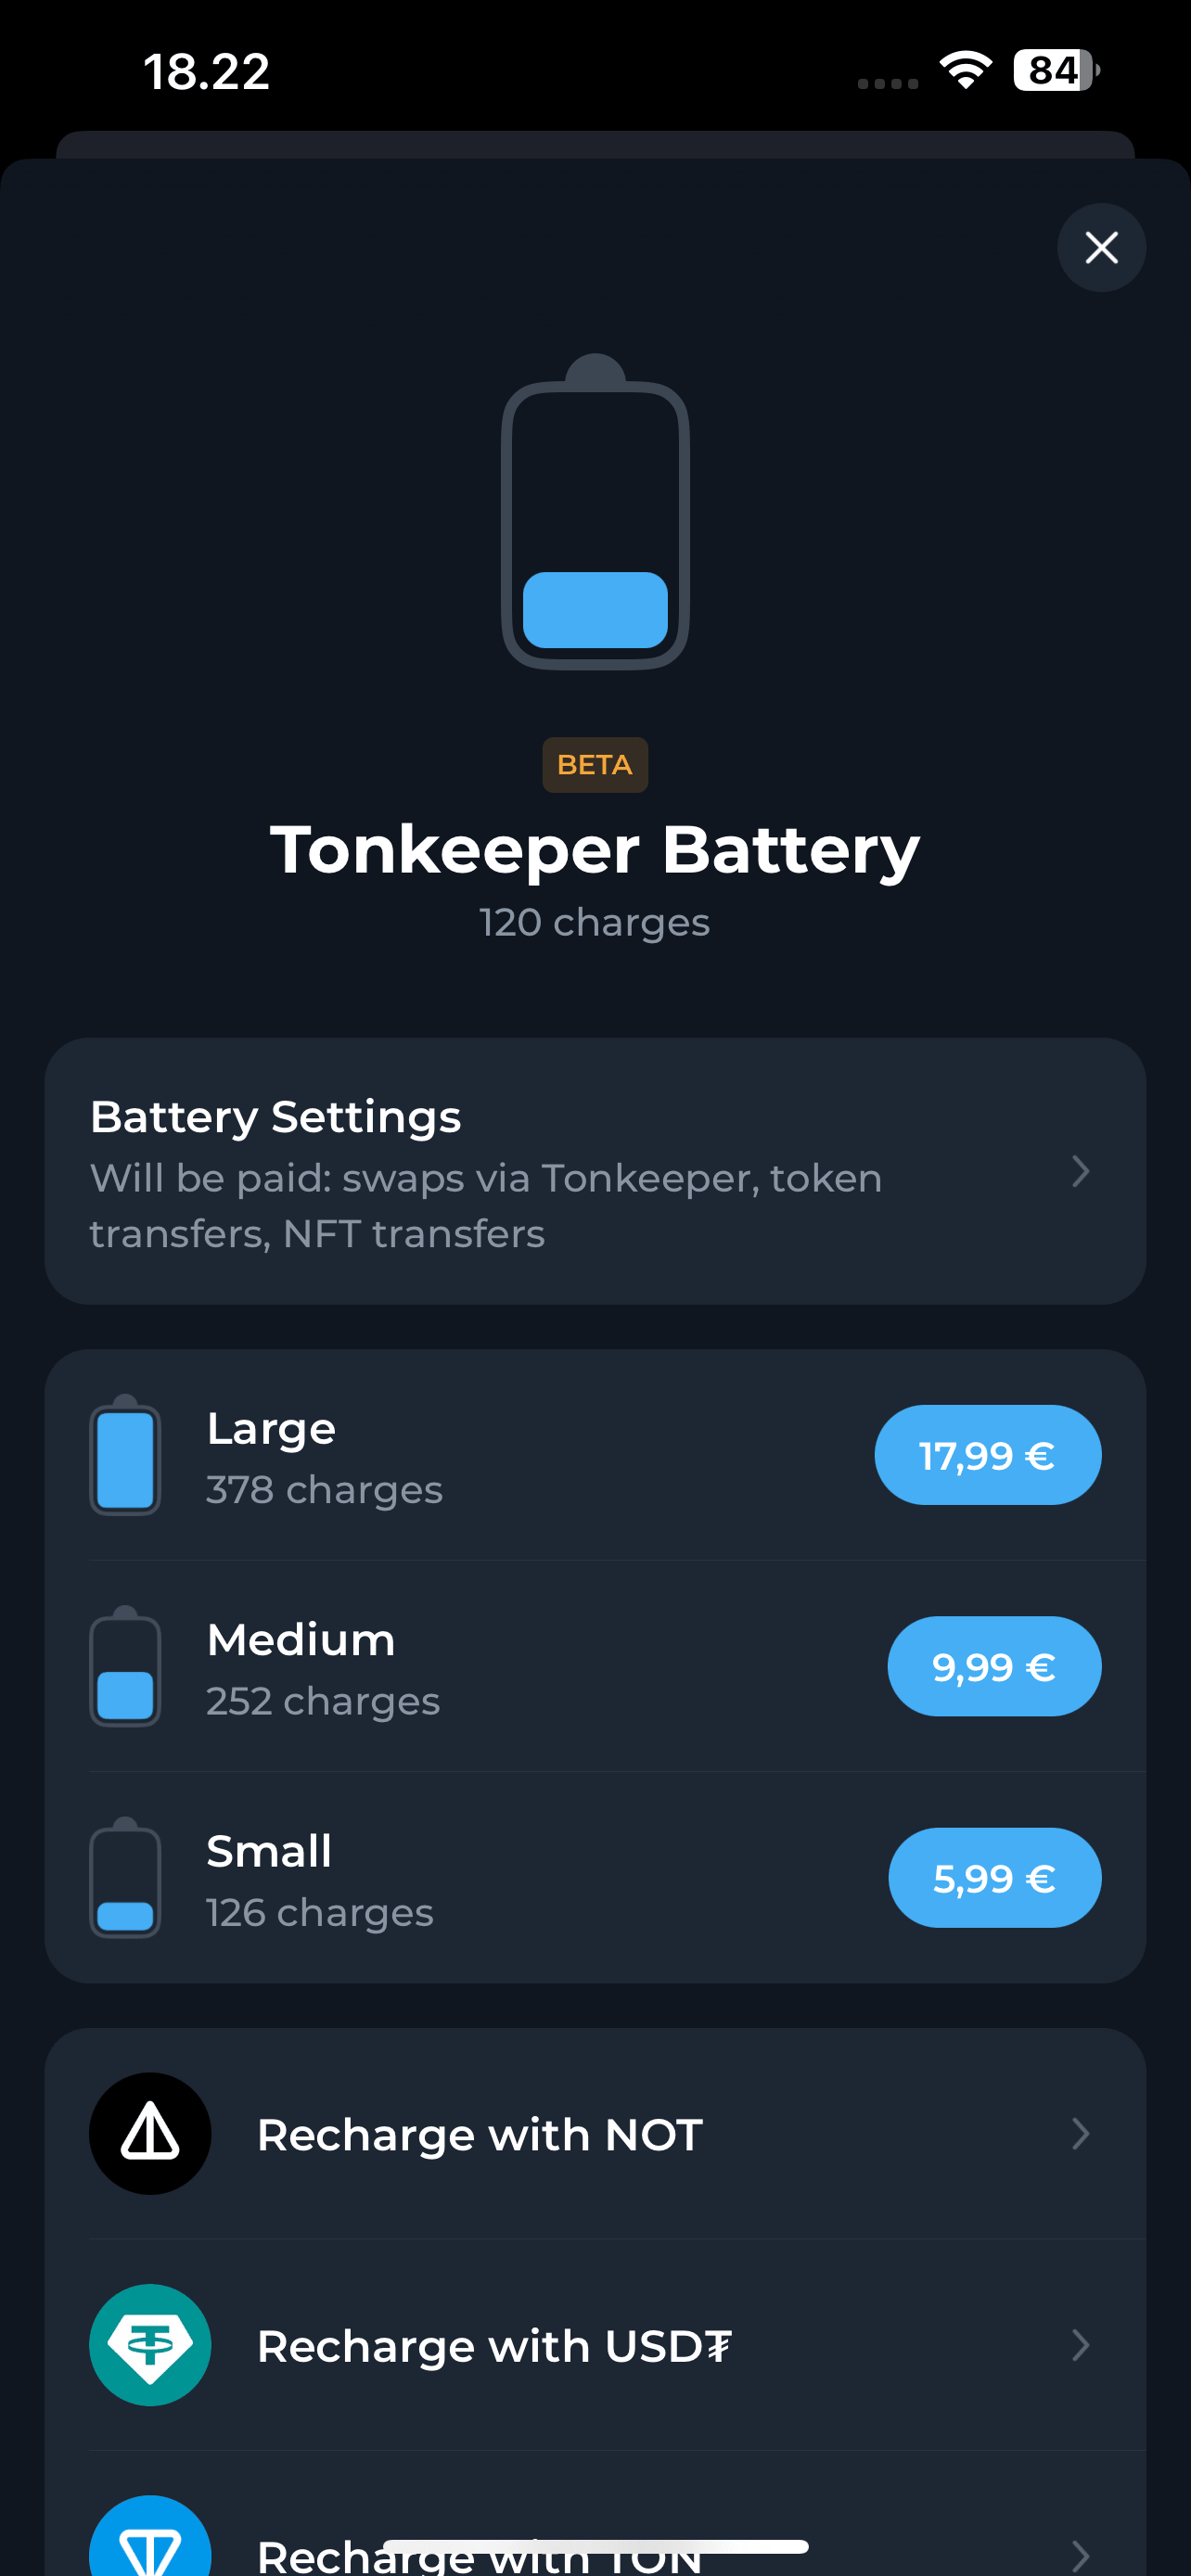 18.22
84
BETA
Tonkeeper Battery
120 charges
Battery Settings
Will be paid: swaps via Tonkeeper, token
transfers, NFT transfers
Large
378 charges
17,99 €
Medium
252 charges
9,99 €
Small
126 charges
5,99 €
Recharge with NOT
Recharge with USD₮
Recharge with TON